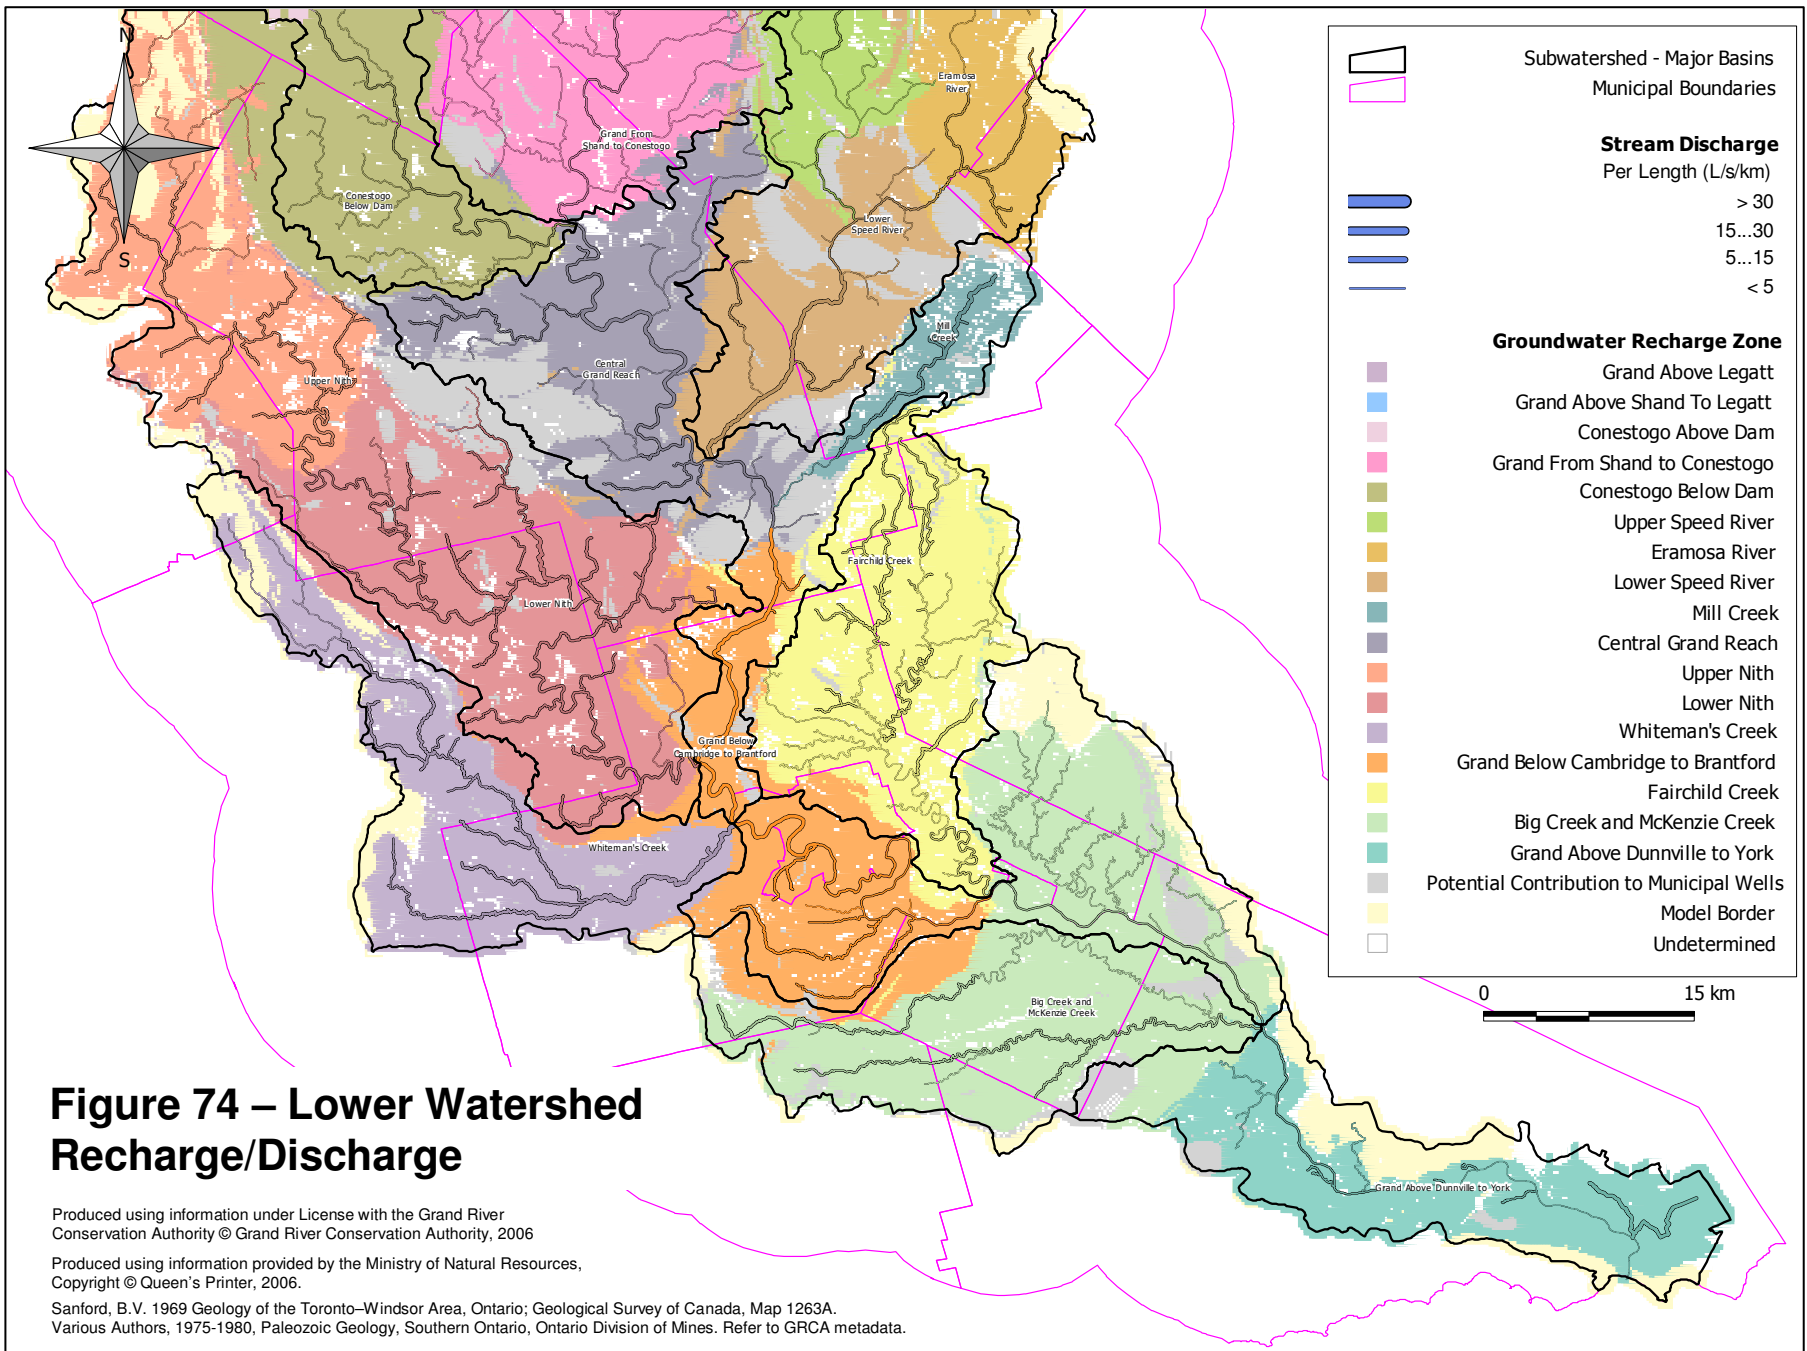 N
S
Eramosa
River
Grand From
Shand to Conestogo
Conestogo
Below Dam
Lower
Speed River
Mill
Creek
Central
Grand Reach
Upper Nith
Fairchild Creek
Lower Nith
Grand Below
Cambridge to Brantford
Whiteman's Creek
Big Creek and
McKenzie Creek
Grand Above Dunnville to York
Subwatershed - Major Basins
Municipal Boundaries
Stream Discharge
Per Length (L/s/km)
> 30
15...30
5...15
< 5
Groundwater Recharge Zone
Grand Above Legatt
Grand Above Shand To Legatt
Conestogo Above Dam
Grand From Shand to Conestogo
Conestogo Below Dam
Upper Speed River
Eramosa River
Lower Speed River
Mill Creek
Central Grand Reach
Upper Nith
Lower Nith
Whiteman's Creek
Grand Below Cambridge to Brantford
Fairchild Creek
Big Creek and McKenzie Creek
Grand Above Dunnville to York
Potential Contribution to Municipal Wells
Model Border
Undetermined
0 15 km
Figure 74 – Lower Watershed
Recharge/Discharge
Produced using information under License with the Grand River
Conservation Authority © Grand River Conservation Authority, 2006
Produced using information provided by the Ministry of Natural Resources,
Copyright © Queen's Printer, 2006.
Sanford, B.V. 1969 Geology of the Toronto–Windsor Area, Ontario; Geological Survey of Canada, Map 1263A.
Various Authors, 1975-1980, Paleozoic Geology, Southern Ontario, Ontario Division of Mines. Refer to GRCA metadata.